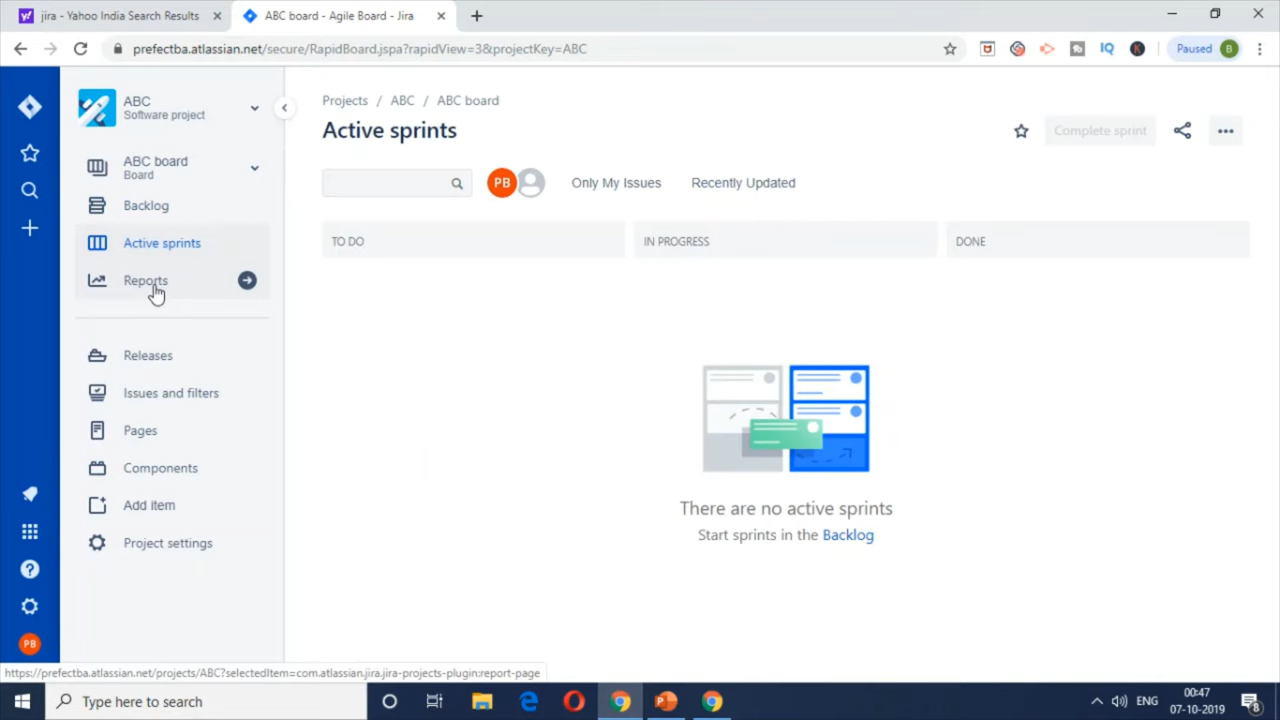 jira - Yahoo India Search Results
ABC board - Agile Board - Jira
prefectba.atlassian.net/secure/RapidBoard.jspa?rapidView=3&projectKey=ABC
IQ
K
Paused
B
ABC
Software project
ABC board
Board
Backlog
Active sprints
Reports
Releases
Issues and filters
Pages
Components
Add item
Project settings
PB
Projects / ABC / ABC board
Active sprints
Complete sprint
PB
Only My Issues
Recently Updated
TO DO
IN PROGRESS
DONE
There are no active sprints
Start sprints in the Backlog
https://prefectba.atlassian.net/projects/ABC?selectedItem=com.atlassian.jira.jira-projects-plugin:report-page
Type here to search
ENG
00:47
07-10-2019
8